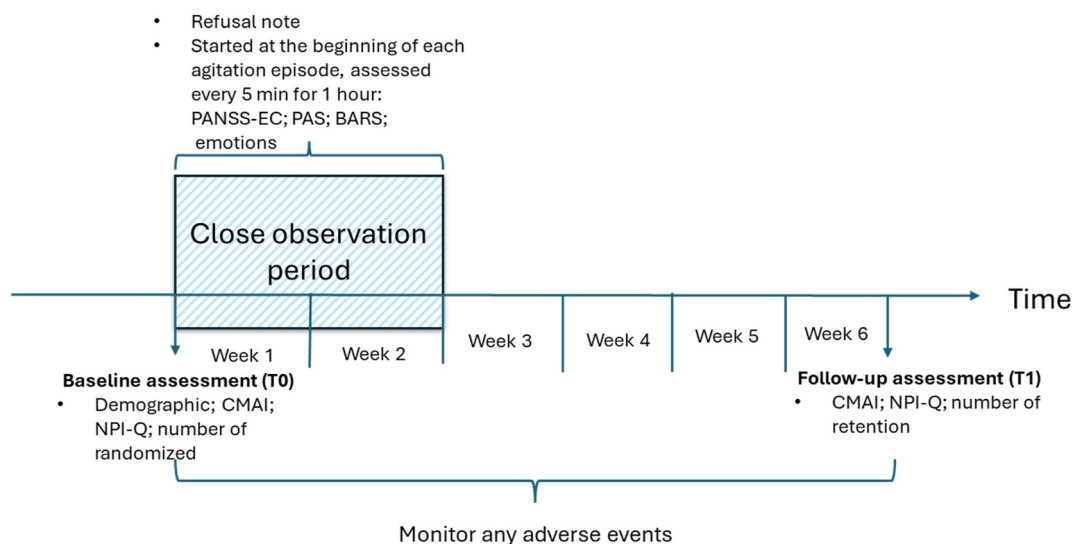 • Refusal note
• Started at the beginning of each
agitation episode, assessed
every 5 min for 1 hour:
PANSS-EC; PAS; BARS;
emotions
Close observation
period
Time
Week 1
Week 2
Week 3
Week 4
Week 5
Week 6
Baseline assessment (T0)
• Demographic; CMAI;
NPI-Q; number of
randomized
Follow-up assessment (T1)
• CMAI; NPI-Q; number of
retention
Monitor any adverse events